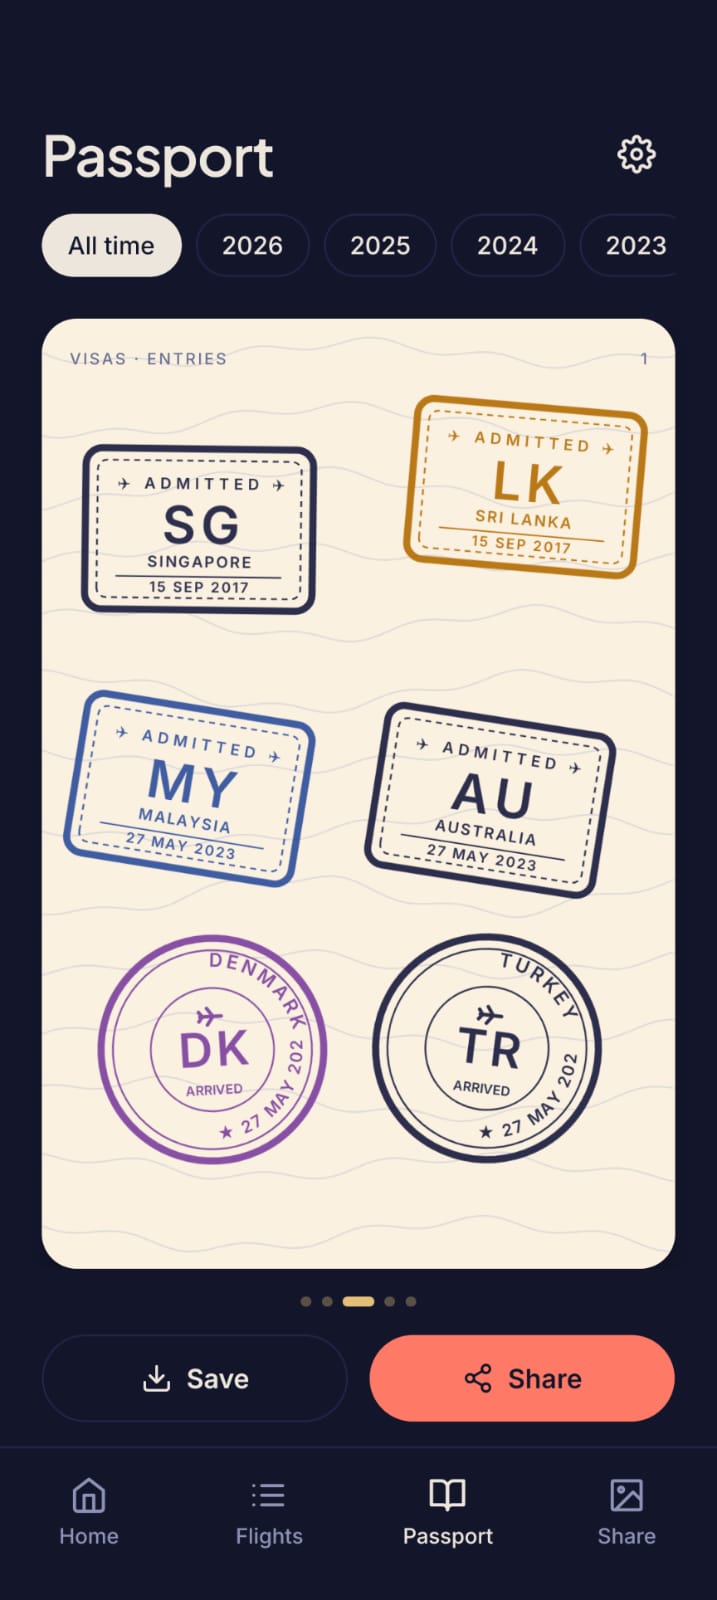 Passport
All time
2026
2025
2024
2023
VISAS · ENTRIES
1
✈ ADMITTED ✈
SG
SINGAPORE
15 SEP 2017
✈ ADMITTED ✈
LK
SRI LANKA
15 SEP 2017
✈ ADMITTED ✈
MY
MALAYSIA
27 MAY 2023
✈ ADMITTED ✈
AU
AUSTRALIA
27 MAY 2023
DENMARK
DK
ARRIVED
★ 27 MAY 202
TURKEY
TR
ARRIVED
★ 27 MAY 202
Save
Share
Home
Flights
Passport
Share